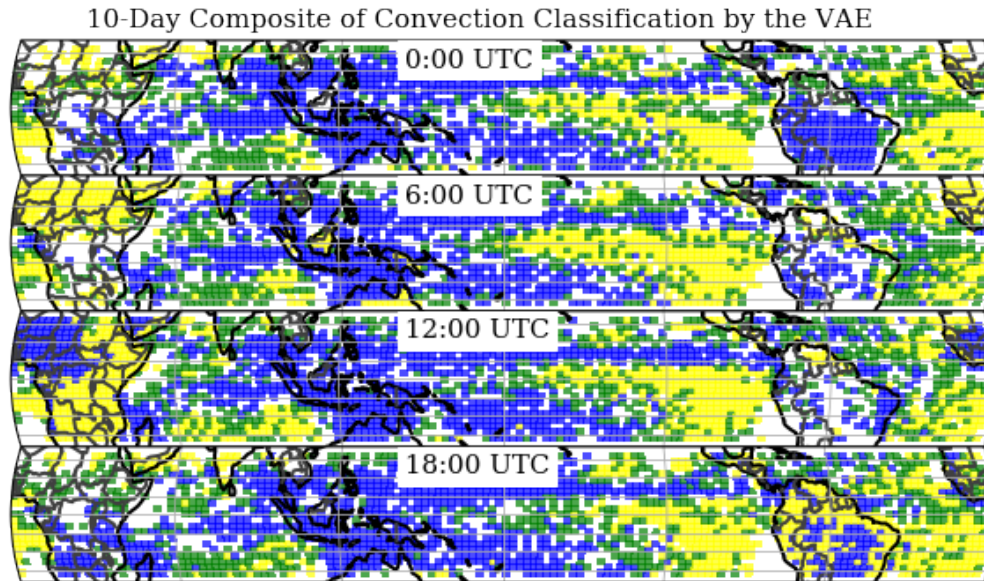 10-Day Composite of Convection Classification by the VAE
0:00 UTC
6:00 UTC
12:00 UTC
18:00 UTC